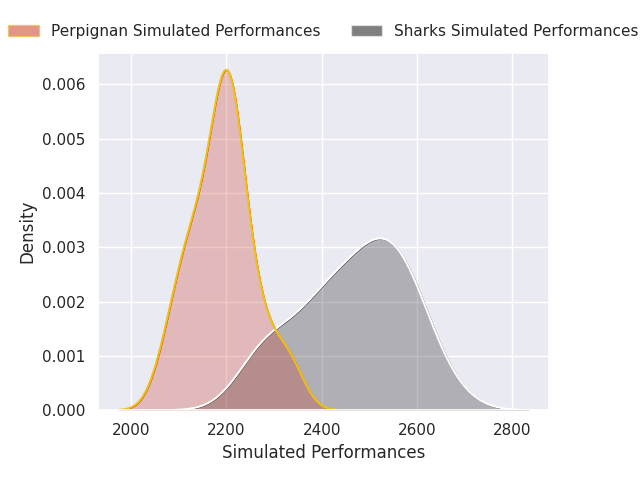 Perpignan Simulated Performances Sharks Simulated Performances
0.006
0.005
0.004
0.003
0.002
0.001
0.000
Density
2000 2200 2400 2600 2800
Simulated Performances